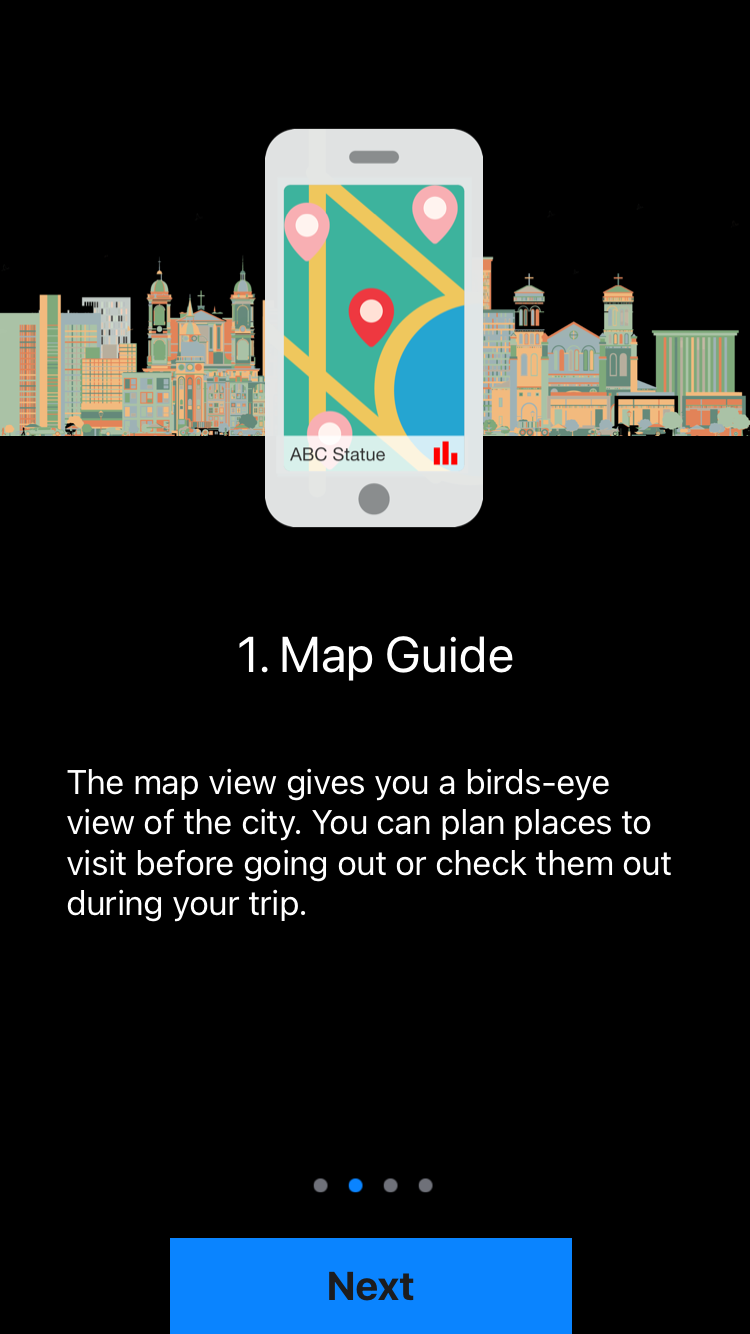 ABC Statue
1. Map Guide
The map view gives you a birds-eye
view of the city. You can plan places to
visit before going out or check them out
during your trip.
Next